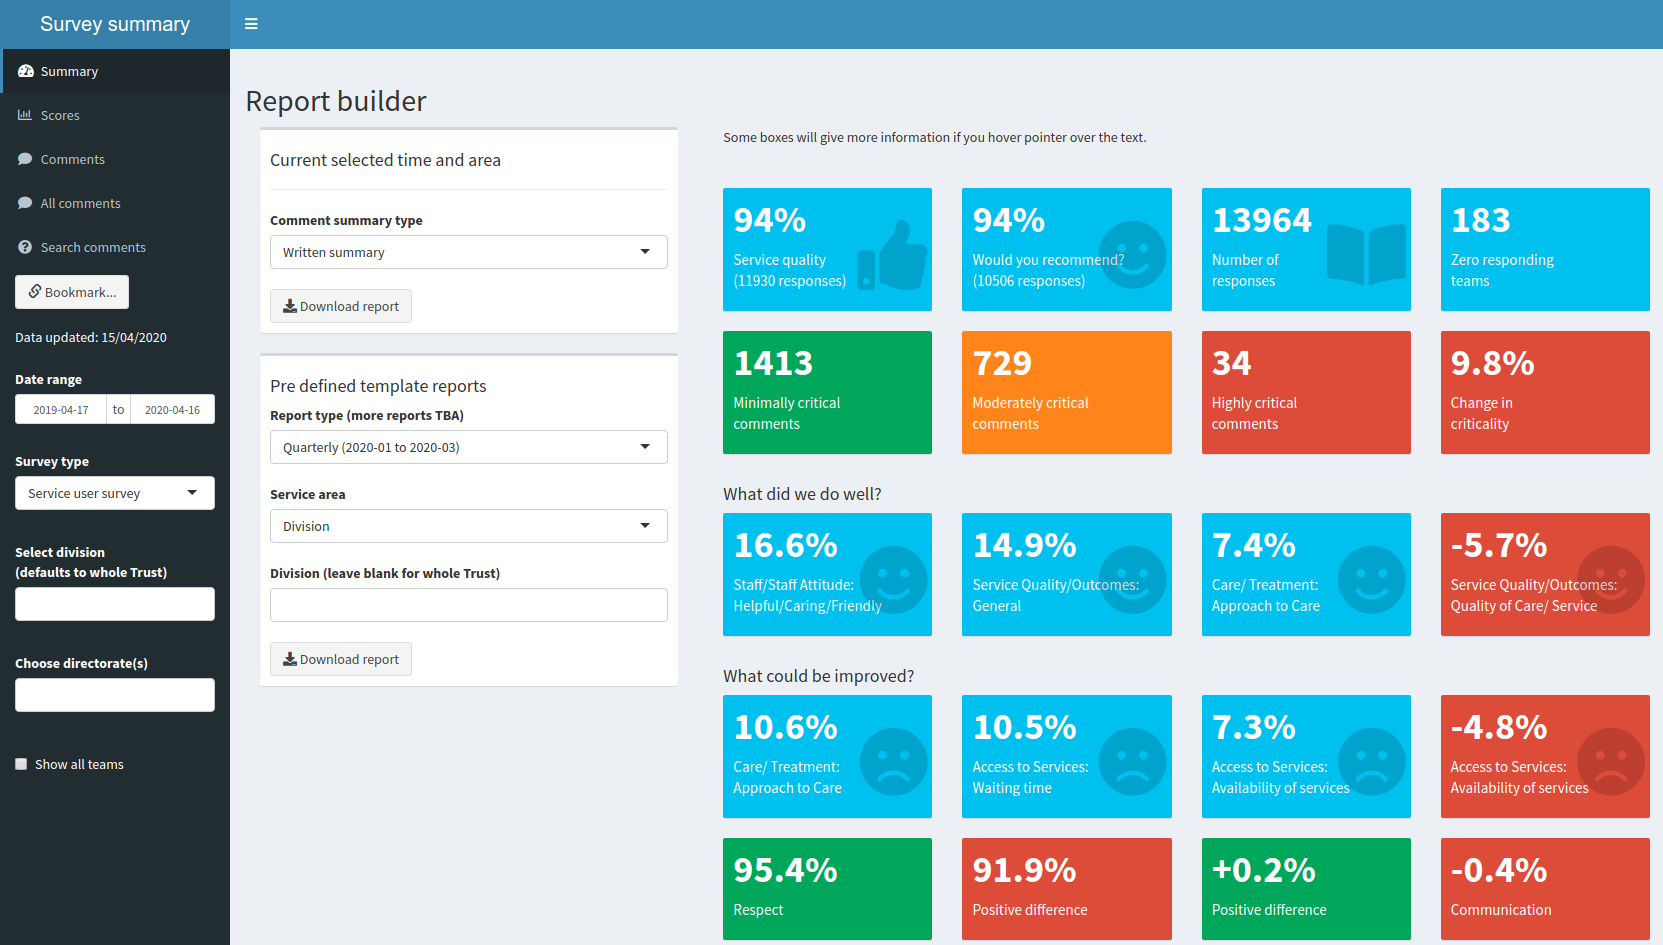 Survey summary
Summary
Scores
Comments
All comments
Search comments
Bookmark...
Data updated: 15/04/2020
Date range
2019-04-17 to 2020-04-16
Survey type
Service user survey
Select division
(defaults to whole Trust)
Choose directorate(s)
Show all teams
Report builder
Current selected time and area
Comment summary type
Written summary
Download report
Pre defined template reports
Report type (more reports TBA)
Quarterly (2020-01 to 2020-03)
Service area
Division
Division (leave blank for whole Trust)
Download report
Some boxes will give more information if you hover pointer over the text.
94%
Service quality
(11930 responses)
94%
Would you recommend?
(10506 responses)
13964
Number of
responses
183
Zero responding
teams
1413
Minimally critical
comments
729
Moderately critical
comments
34
Highly critical
comments
9.8%
Change in
criticality
What did we do well?
16.6%
Staff/Staff Attitude:
Helpful/Caring/Friendly
14.9%
Service Quality/Outcomes:
General
7.4%
Care/ Treatment:
Approach to Care
-5.7%
Service Quality/Outcomes:
Quality of Care/ Service
What could be improved?
10.6%
Care/ Treatment:
Approach to Care
10.5%
Access to Services:
Waiting time
7.3%
Access to Services:
Availability of services
-4.8%
Access to Services:
Availability of services
95.4%
Respect
91.9%
Positive difference
+0.2%
Positive difference
-0.4%
Communication